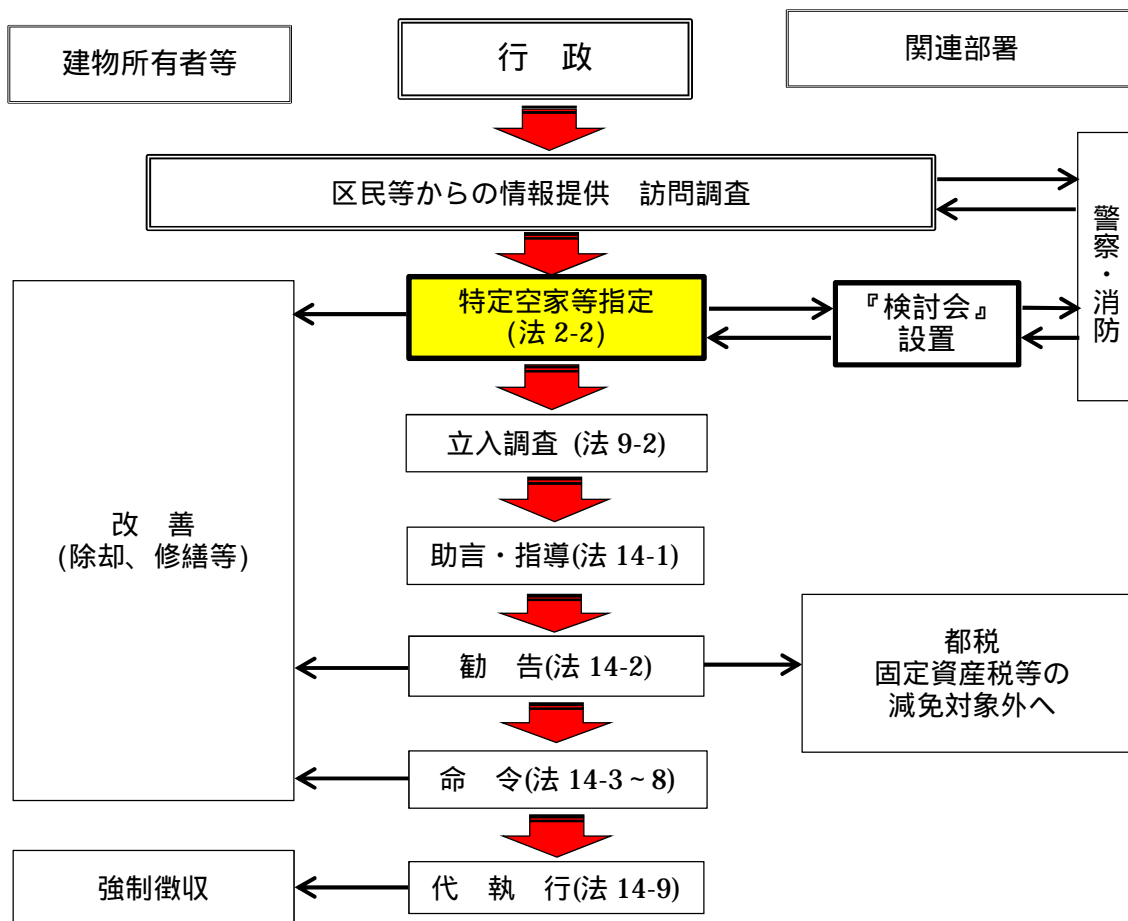 建物所有者等
行　政
関連部署
区民等からの情報提供　訪問調査
警察・消防
特定空家等指定
(法 2-2)
『検討会』
設置
立入調査 (法 9-2)
改　善
(除却、修繕等)
助言・指導(法 14-1)
勧　告(法 14-2)
都税
固定資産税等の
減免対象外へ
命　令(法 14-3～8)
強制徴収
代　執　行(法 14-9)